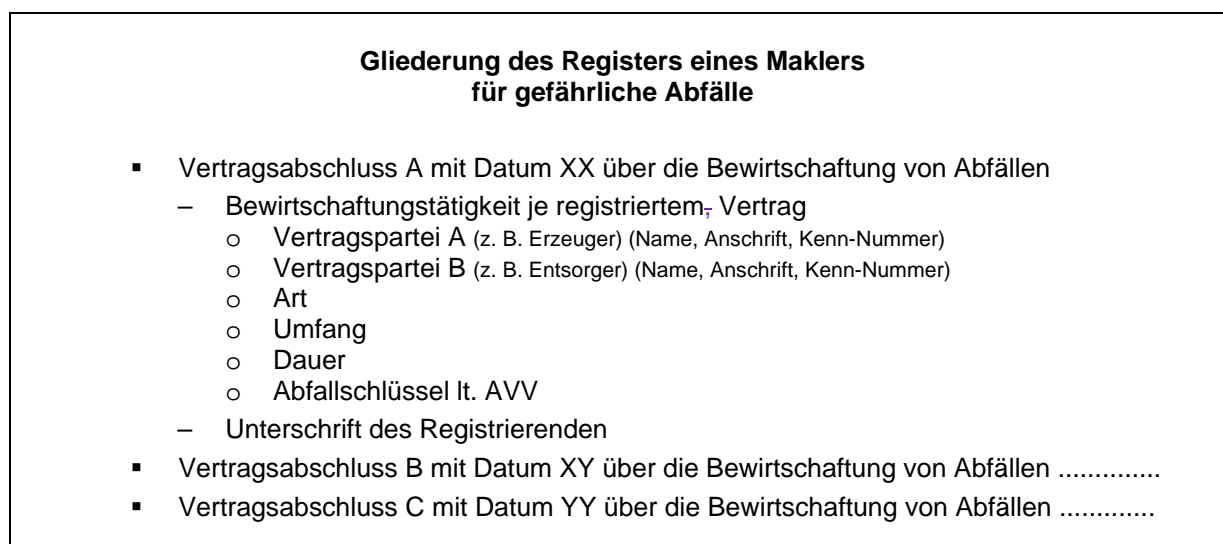 Gliederung des Registers eines Maklers
für gefährliche Abfälle
▪ Vertragsabschluss A mit Datum XX über die Bewirtschaftung von Abfällen
– Bewirtschaftungstätigkeit je registriertem, Vertrag
o Vertragspartei A (z. B. Erzeuger) (Name, Anschrift, Kenn-Nummer)
o Vertragspartei B (z. B. Entsorger) (Name, Anschrift, Kenn-Nummer)
o Art
o Umfang
o Dauer
o Abfallschlüssel lt. AVV
– Unterschrift des Registrierenden
▪ Vertragsabschluss B mit Datum XY über die Bewirtschaftung von Abfällen ..............
▪ Vertragsabschluss C mit Datum YY über die Bewirtschaftung von Abfällen .............